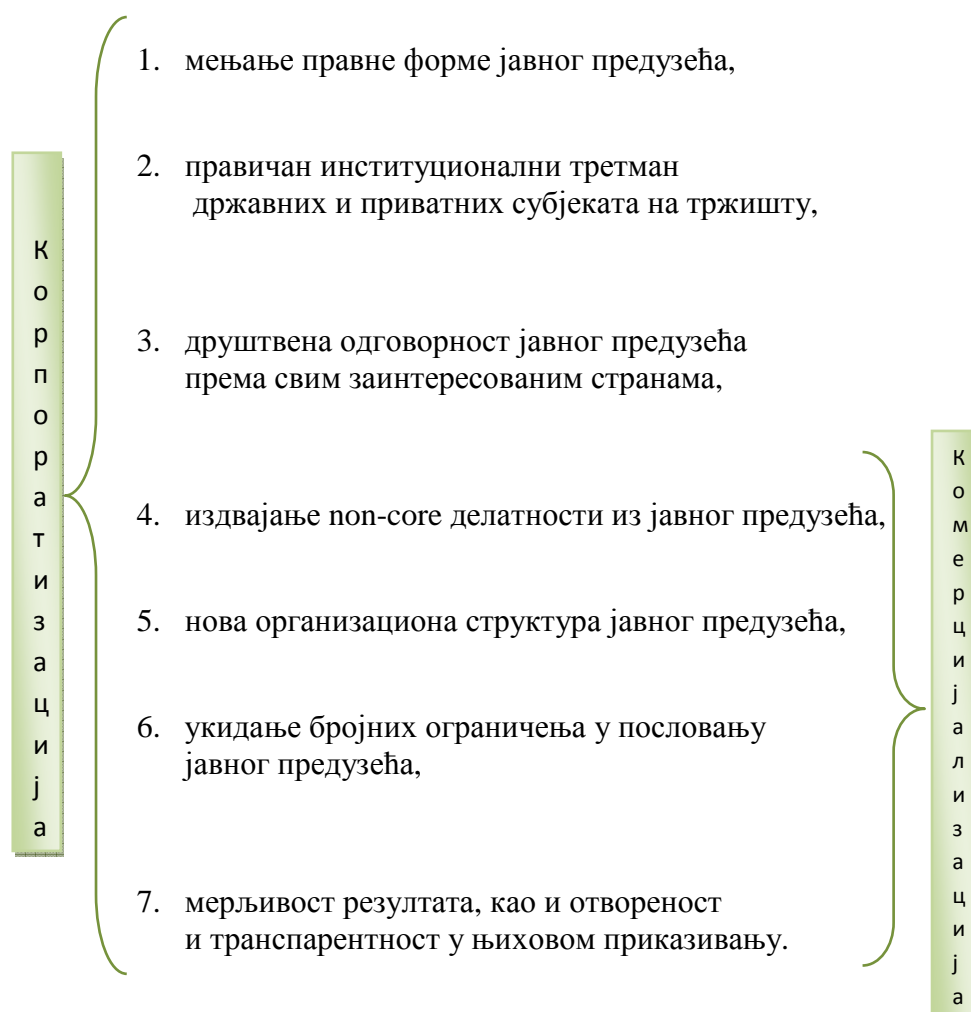 Корпоратизација
1. мењање правне форме јавног предузећа,
2. правичан институционални третман
државних и приватних субјеката на тржишту,
3. друштвена одговорност јавног предузећа
према свим заинтересованим странама,
4. издвајање non-core делатности из јавног предузећа,
5. нова организациона структура јавног предузећа,
6. укидање бројних ограничења у пословању
јавног предузећа,
7. мерљивост резултата, као и отвореност
и транспарентност у њиховом приказивању.
Комерцијализација